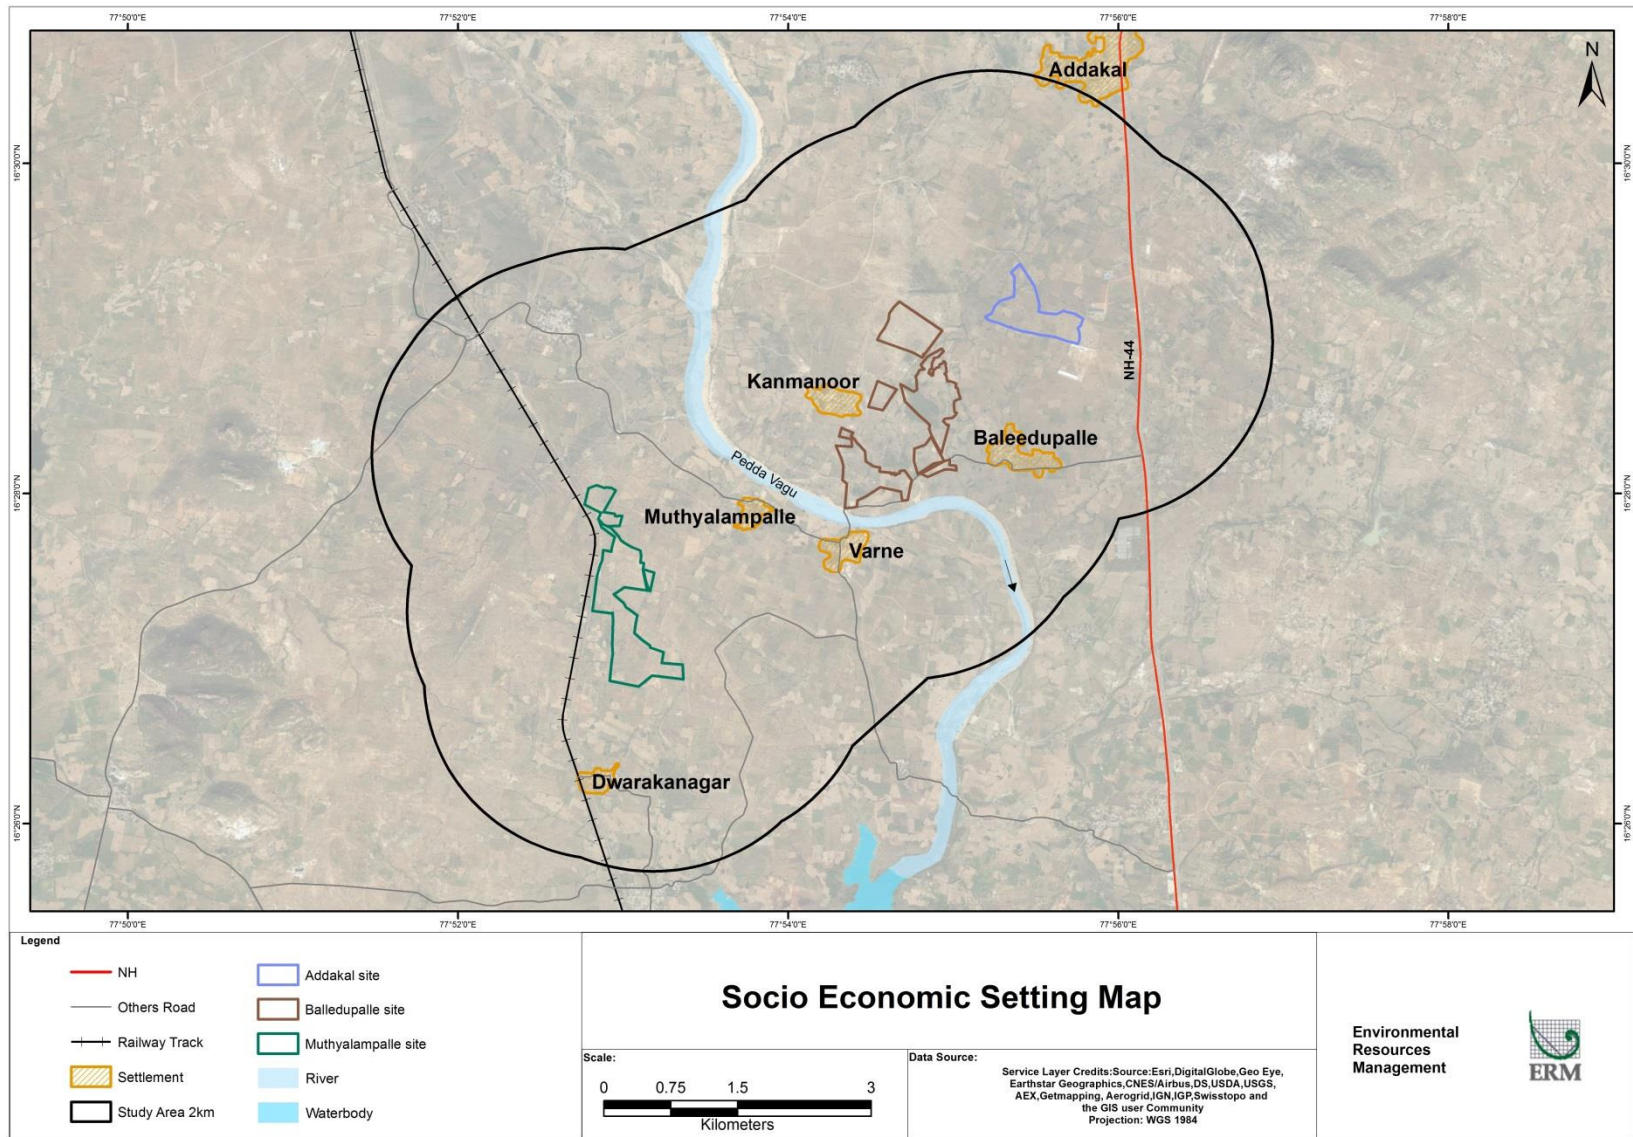 77°50'0"E
77°52'0"E
77°54'0"E
77°56'0"E
77°58'0"E
Addakal
N
16°30'0"N
16°30'0"N
NH-44
Kanmanoor
Baleedupalle
Pedda Vagu
16°28'0"N
16°28'0"N
Muthyalampalle
Varne
Dwarakanagar
16°26'0"N
16°26'0"N
77°50'0"E
77°52'0"E
77°54'0"E
77°56'0"E
77°58'0"E
Legend
NH
Others Road
Railway Track
Settlement
Study Area 2km
Addakal site
Balledupalle site
Muthyalampalle site
River
Waterbody
Socio Economic Setting Map
Scale:
0 0.75 1.5 3
Kilometers
Data Source:
Service Layer Credits:Source:Esri,DigitalGlobe,Geo Eye,
Earthstar Geographics,CNES/Airbus,DS,USDA,USGS,
AEX,Getmapping, Aerogrid,IGN,IGP,Swisstopo and
the GIS user Community
Projection: WGS 1984
Environmental
Resources
Management
ERM